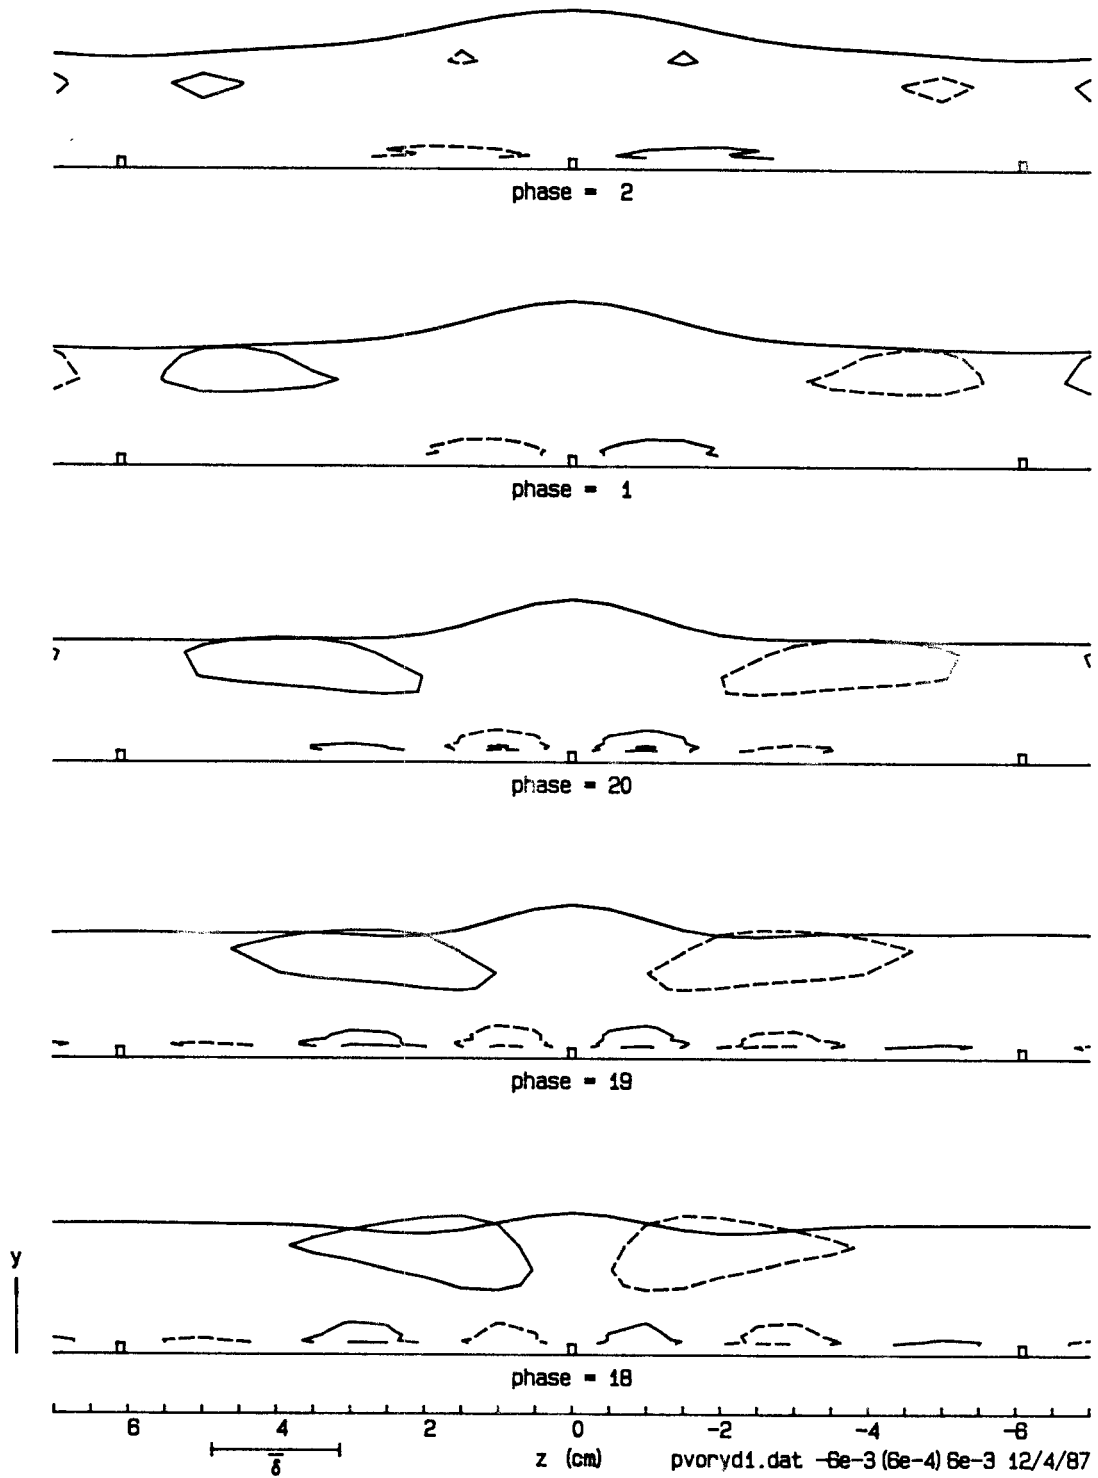 phase = 2
phase = 1
phase = 20
phase = 19
y
phase = 18
6 4 2 0 -2 -4 -6
δ̅ z (cm) pvoryd1.dat -6e-3 (6e-4) 6e-3 12/4/87